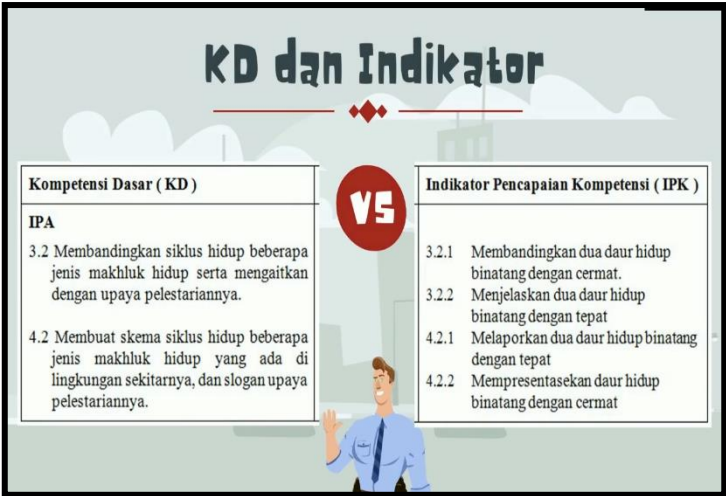 KD dan Indikator
Kompetensi Dasar ( KD )
IPA
3.2 Membandingkan siklus hidup beberapa
jenis makhluk hidup serta mengaitkan
dengan upaya pelestariannya.
4.2 Membuat skema siklus hidup beberapa
jenis makhluk hidup yang ada di
lingkungan sekitarnya, dan slogan upaya
pelestariannya.
VS
Indikator Pencapaian Kompetensi ( IPK )
3.2.1 Membandingkan dua daur hidup
binatang dengan cermat.
3.2.2 Menjelaskan dua daur hidup
binatang dengan tepat
4.2.1 Melaporkan dua daur hidup binatang
dengan tepat
4.2.2 Mempresentasekan daur hidup
binatang dengan cermat